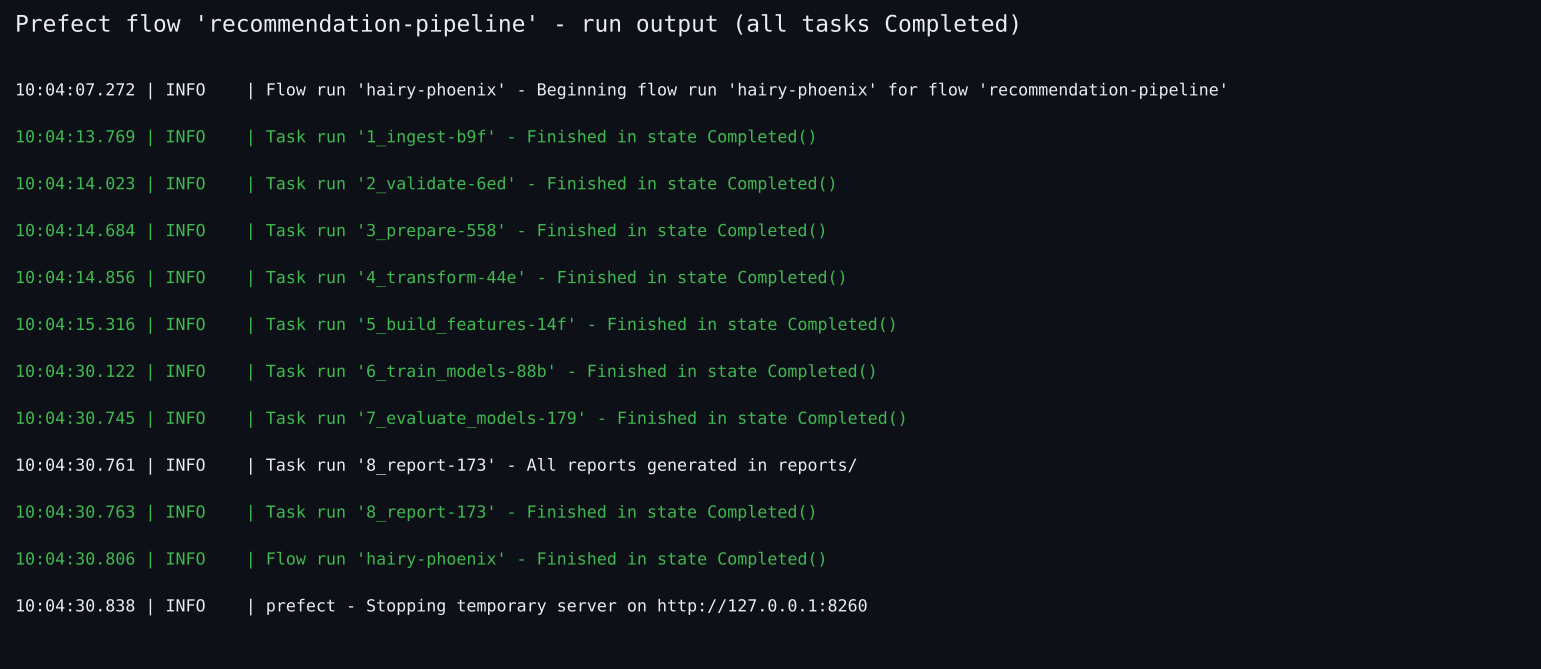 Prefect flow 'recommendation-pipeline' - run output (all tasks Completed)
10:04:07.272 | INFO    | Flow run 'hairy-phoenix' - Beginning flow run 'hairy-phoenix' for flow 'recommendation-pipeline'
10:04:13.769 | INFO    | Task run '1_ingest-b9f' - Finished in state Completed()
10:04:14.023 | INFO    | Task run '2_validate-6ed' - Finished in state Completed()
10:04:14.684 | INFO    | Task run '3_prepare-558' - Finished in state Completed()
10:04:14.856 | INFO    | Task run '4_transform-44e' - Finished in state Completed()
10:04:15.316 | INFO    | Task run '5_build_features-14f' - Finished in state Completed()
10:04:30.122 | INFO    | Task run '6_train_models-88b' - Finished in state Completed()
10:04:30.745 | INFO    | Task run '7_evaluate_models-179' - Finished in state Completed()
10:04:30.761 | INFO    | Task run '8_report-173' - All reports generated in reports/
10:04:30.763 | INFO    | Task run '8_report-173' - Finished in state Completed()
10:04:30.806 | INFO    | Flow run 'hairy-phoenix' - Finished in state Completed()
10:04:30.838 | INFO    | prefect - Stopping temporary server on http://127.0.0.1:8260